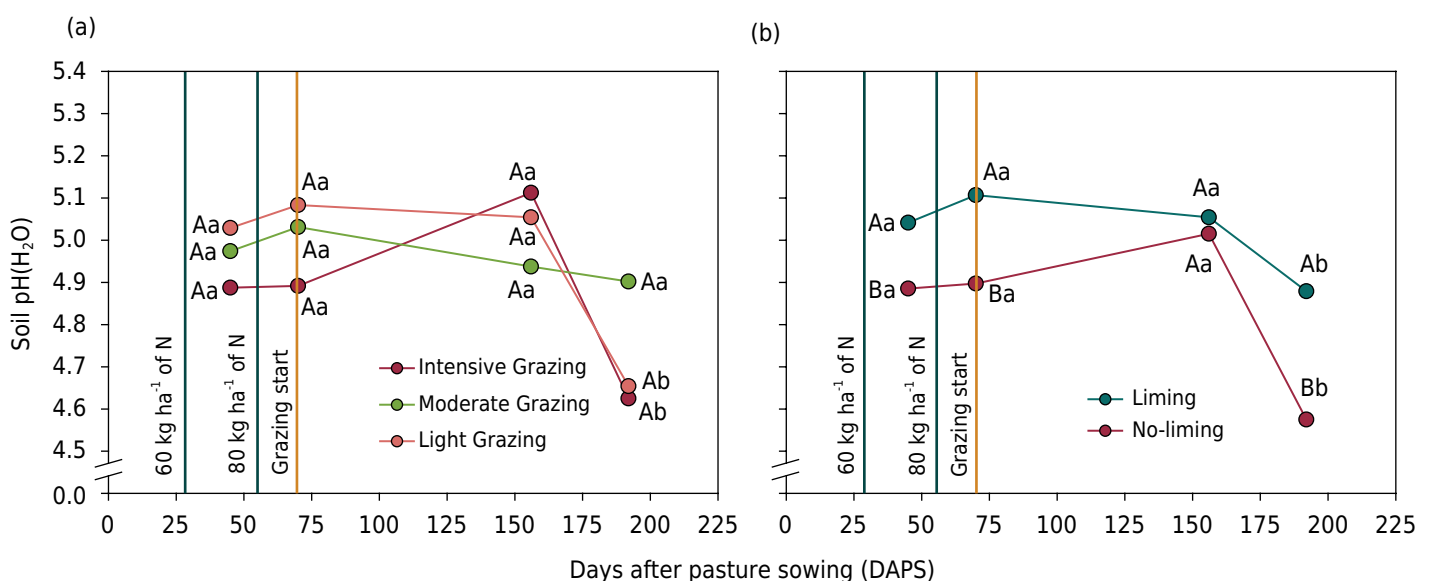 (a)
5.4
5.3
5.2
5.1
5.0
4.9
4.8
4.7
4.6
4.5
0.0
Soil pH(H₂O)
Aa
Aa
Aa
Aa
Aa
Aa
Aa
Aa
Aa
Aa
Ab
Ab
60 kg ha⁻¹ of N
80 kg ha⁻¹ of N
Grazing start
Intensive Grazing
Moderate Grazing
Light Grazing
0 25 50 75 100 125 150 175 200 225
(b)
Aa
Ba
Aa
Ba
Aa
Aa
Ab
Bb
60 kg ha⁻¹ of N
80 kg ha⁻¹ of N
Grazing start
Liming
No-liming
0 25 50 75 100 125 150 175 200 225
Days after pasture sowing (DAPS)